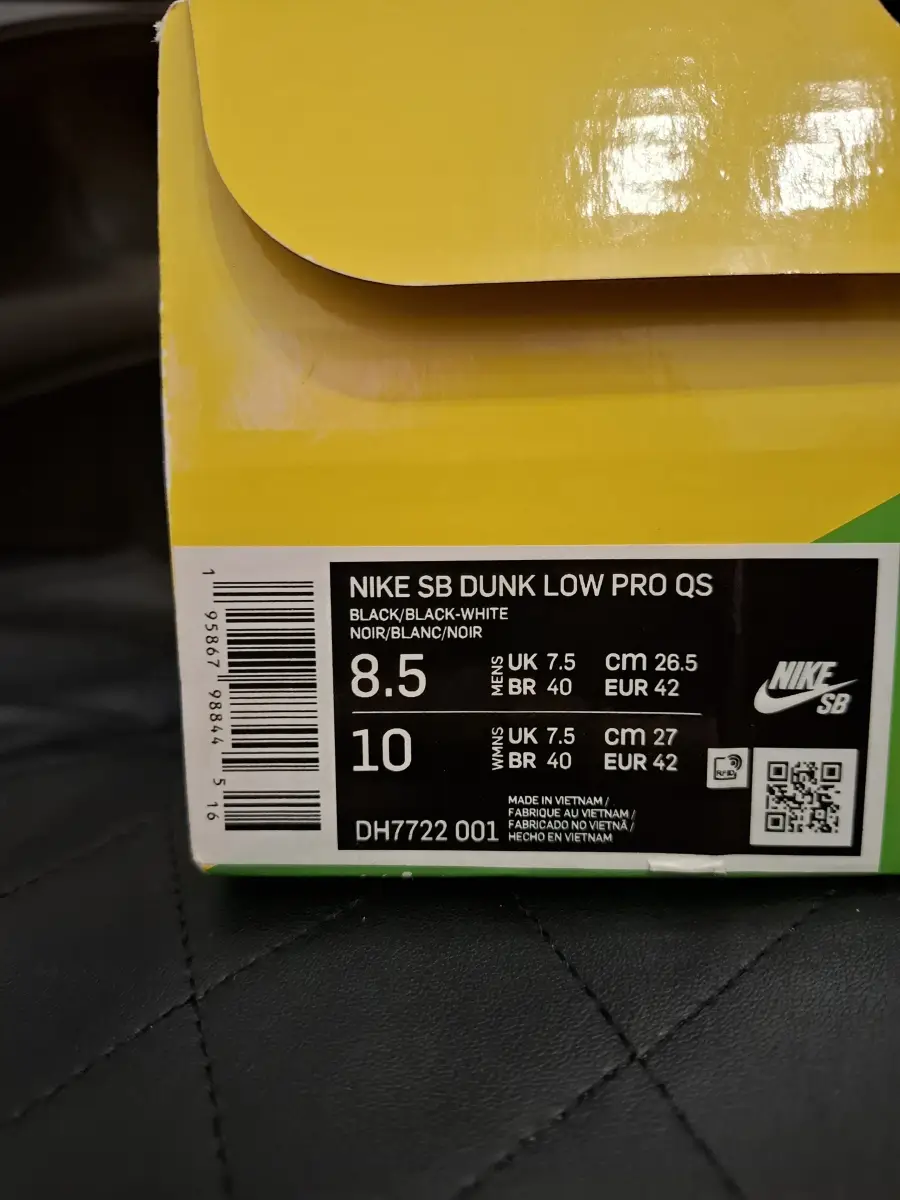 1 95867 98844 5 16
NIKE SB DUNK LOW PRO QS
BLACK/BLACK-WHITE
NOIR/BLANC/NOIR
8.5 MENS UK 7.5 cm 26.5
BR 40 EUR 42
10 WMNS UK 7.5 cm 27
BR 40 EUR 42
DH7722 001
MADE IN VIETNAM /
FABRIQUE AU VIETNAM /
FABRICADO NO VIETNÃ /
HECHO EN VIETNAM
NIKE
SB
RFID